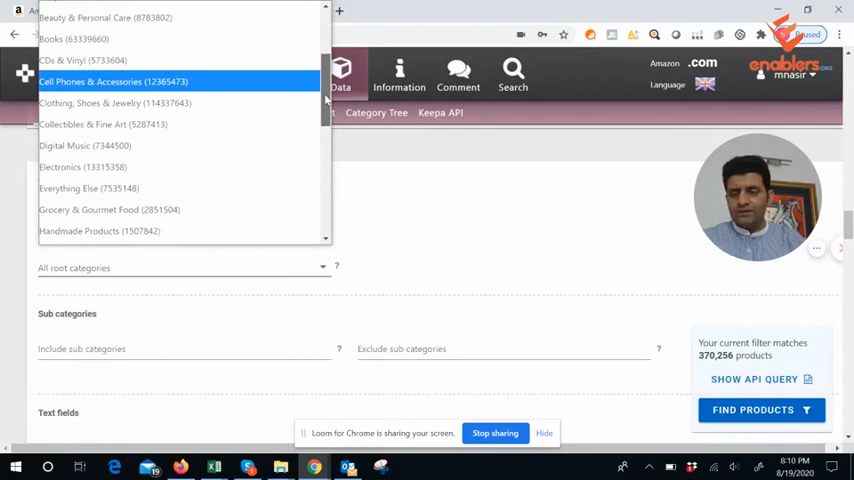 Am
Paused
enablers
Beauty & Personal Care (8783802)
Books (63339660)
CDs & Vinyl (5733604)
Cell Phones & Accessories (12365473)
Clothing, Shoes & Jewelry (114337643)
Collectibles & Fine Art (5287413)
Digital Music (7344500)
Electronics (13315358)
Everything Else (7535148)
Grocery & Gourmet Food (2851504)
Handmade Products (1507842)
Data
Information
Comment
Search
Amazon .com
Language
mnasir
Category Tree
Keepa API
All root categories
?
Sub categories
Include sub categories
?
Exclude sub categories
?
Text fields
Your current filter matches
370,256 products
SHOW API QUERY
FIND PRODUCTS
Loom for Chrome is sharing your screen.
Stop sharing
Hide
19
8:10 PM
8/19/2020